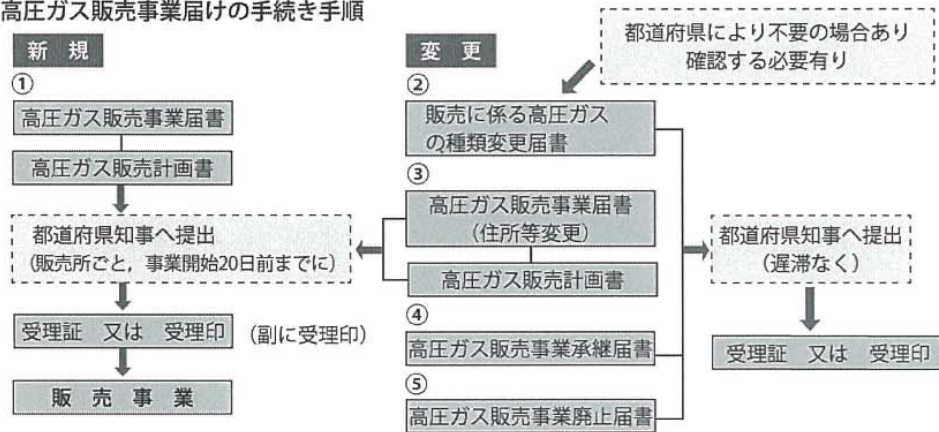 高圧ガス販売事業届けの手続き手順
新 規
①
高圧ガス販売事業届書
高圧ガス販売計画書
都道府県知事へ提出
(販売所ごと，事業開始20日前までに)
受理証 又は 受理印
(副に受理印)
販 売 事 業
変 更
都道府県により不要の場合あり
確認する必要有り
②
販売に係る高圧ガス
の種類変更届書
③
高圧ガス販売事業届書
(住所等変更)
高圧ガス販売計画書
④
高圧ガス販売事業承継届書
⑤
高圧ガス販売事業廃止届書
都道府県知事へ提出
(遅滞なく)
受理証 又は 受理印